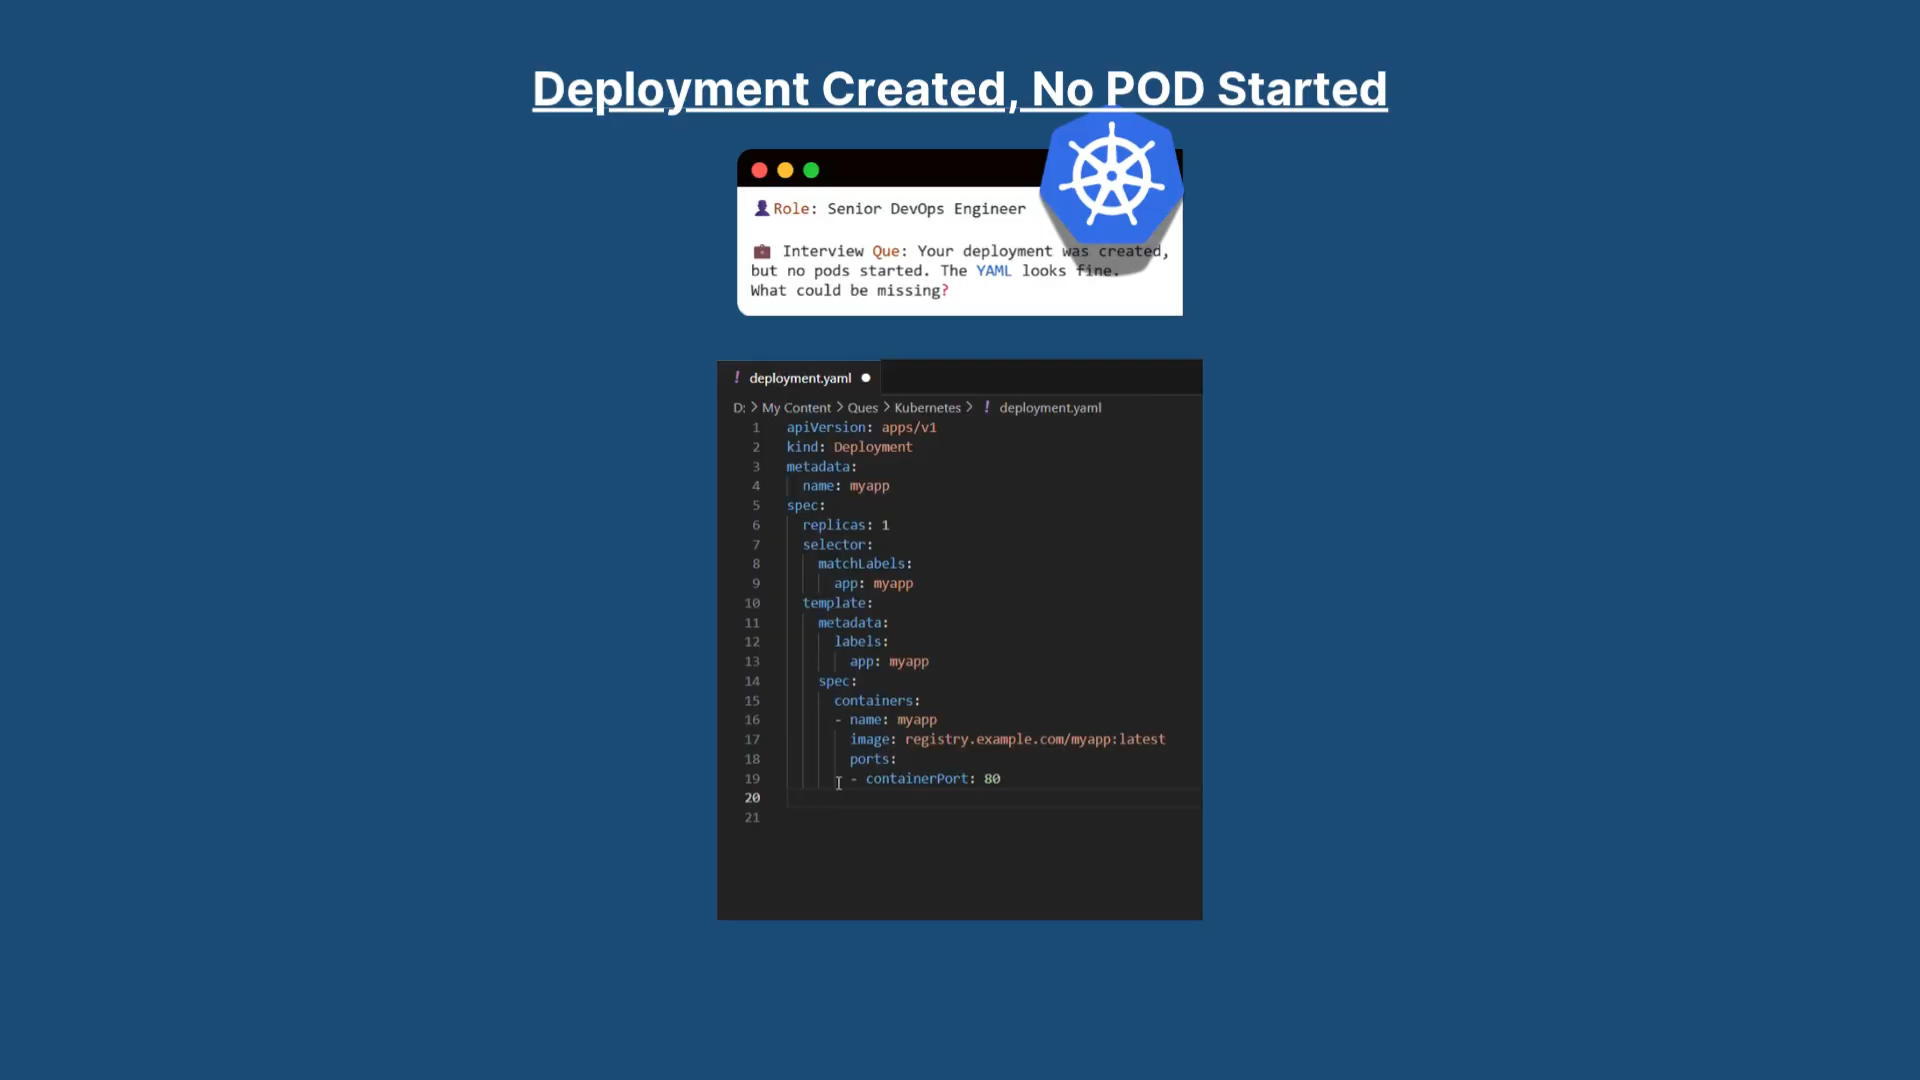 Deployment Created, No POD Started
Role: Senior DevOps Engineer
Interview Que: Your deployment was created,
but no pods started. The YAML looks fine.
What could be missing?
! deployment.yaml
D: > My Content > Ques > Kubernetes > ! deployment.yaml
1 apiVersion: apps/v1
2 kind: Deployment
3 metadata:
4 name: myapp
5 spec:
6 replicas: 1
7 selector:
8 matchLabels:
9 app: myapp
10 template:
11 metadata:
12 labels:
13 app: myapp
14 spec:
15 containers:
16 - name: myapp
17 image: registry.example.com/myapp:latest
18 ports:
19 - containerPort: 80
20
21